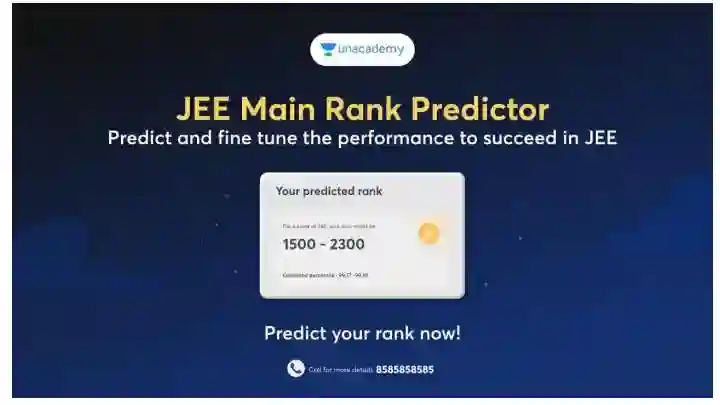 unacademy
JEE Main Rank Predictor
Predict and fine tune the performance to succeed in JEE
Your predicted rank
1500 - 2300
Predict your rank now!
Call for more details 8585858585